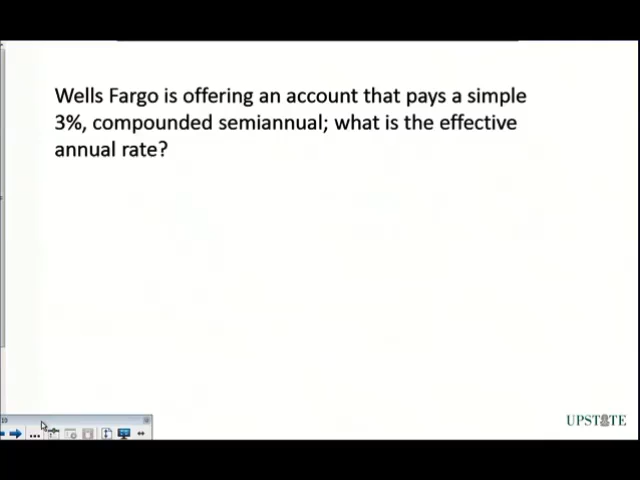 Wells Fargo is offering an account that pays a simple
3%, compounded semiannual; what is the effective
annual rate?
10
UPSTATE